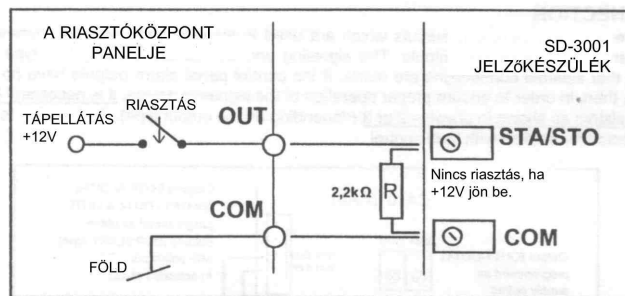 A RIASZTÓKÖZPONT
PANELJE
SD-3001
JELZőKÉSZÜLÉK
TÁPELLÁTÁS
+12V
RIASZTÁS
OUT
STA/STO
2,2kΩ
R
Nincs riasztás, ha
+12V jön be.
COM
COM
FÖLD